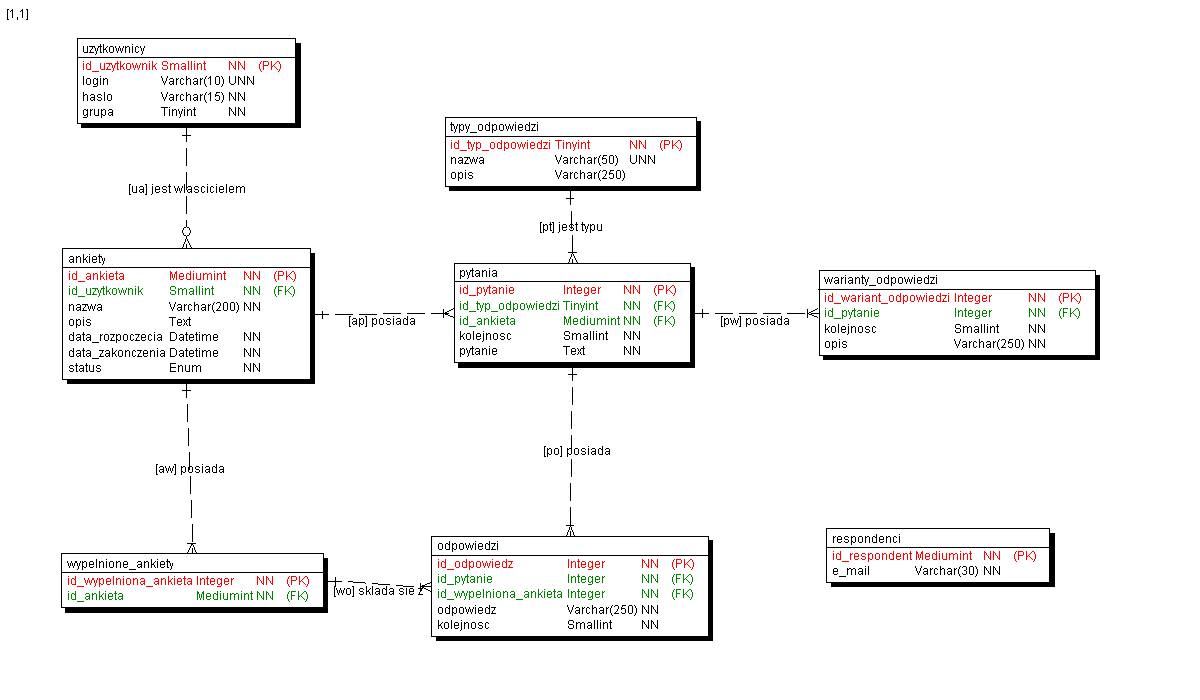 [1,1]
uzytkownicy
id_uzytkownik Smallint NN (PK)
login Varchar(10) UNN
haslo Varchar(15) NN
grupa Tinyint NN
typy_odpowiedzi
id_typ_odpowiedzi Tinyint NN (PK)
nazwa Varchar(50) UNN
opis Varchar(250)
[ua] jest wlascicielem
[pt] jest typu
ankiety
id_ankieta Mediumint NN (PK)
id_uzytkownik Smallint NN (FK)
nazwa Varchar(200) NN
opis Text
data_rozpoczecia Datetime NN
data_zakonczenia Datetime NN
status Enum NN
[ap] posiada
pytania
id_pytanie Integer NN (PK)
id_typ_odpowiedzi Tinyint NN (FK)
id_ankieta Mediumint NN (FK)
kolejnosc Smallint NN
pytanie Text NN
[pw] posiada
warianty_odpowiedzi
id_wariant_odpowiedzi Integer NN (PK)
id_pytanie Integer NN (FK)
kolejnosc Smallint NN
opis Varchar(250) NN
[aw] posiada
[po] posiada
wypelnione_ankiety
id_wypelniona_ankieta Integer NN (PK)
id_ankieta Mediumint NN (FK)
[wo] sklada sie z
odpowiedzi
id_odpowiedz Integer NN (PK)
id_pytanie Integer NN (FK)
id_wypelniona_ankieta Integer NN (FK)
odpowiedz Varchar(250) NN
kolejnosc Smallint NN
respondenci
id_respondent Mediumint NN (PK)
e_mail Varchar(30) NN